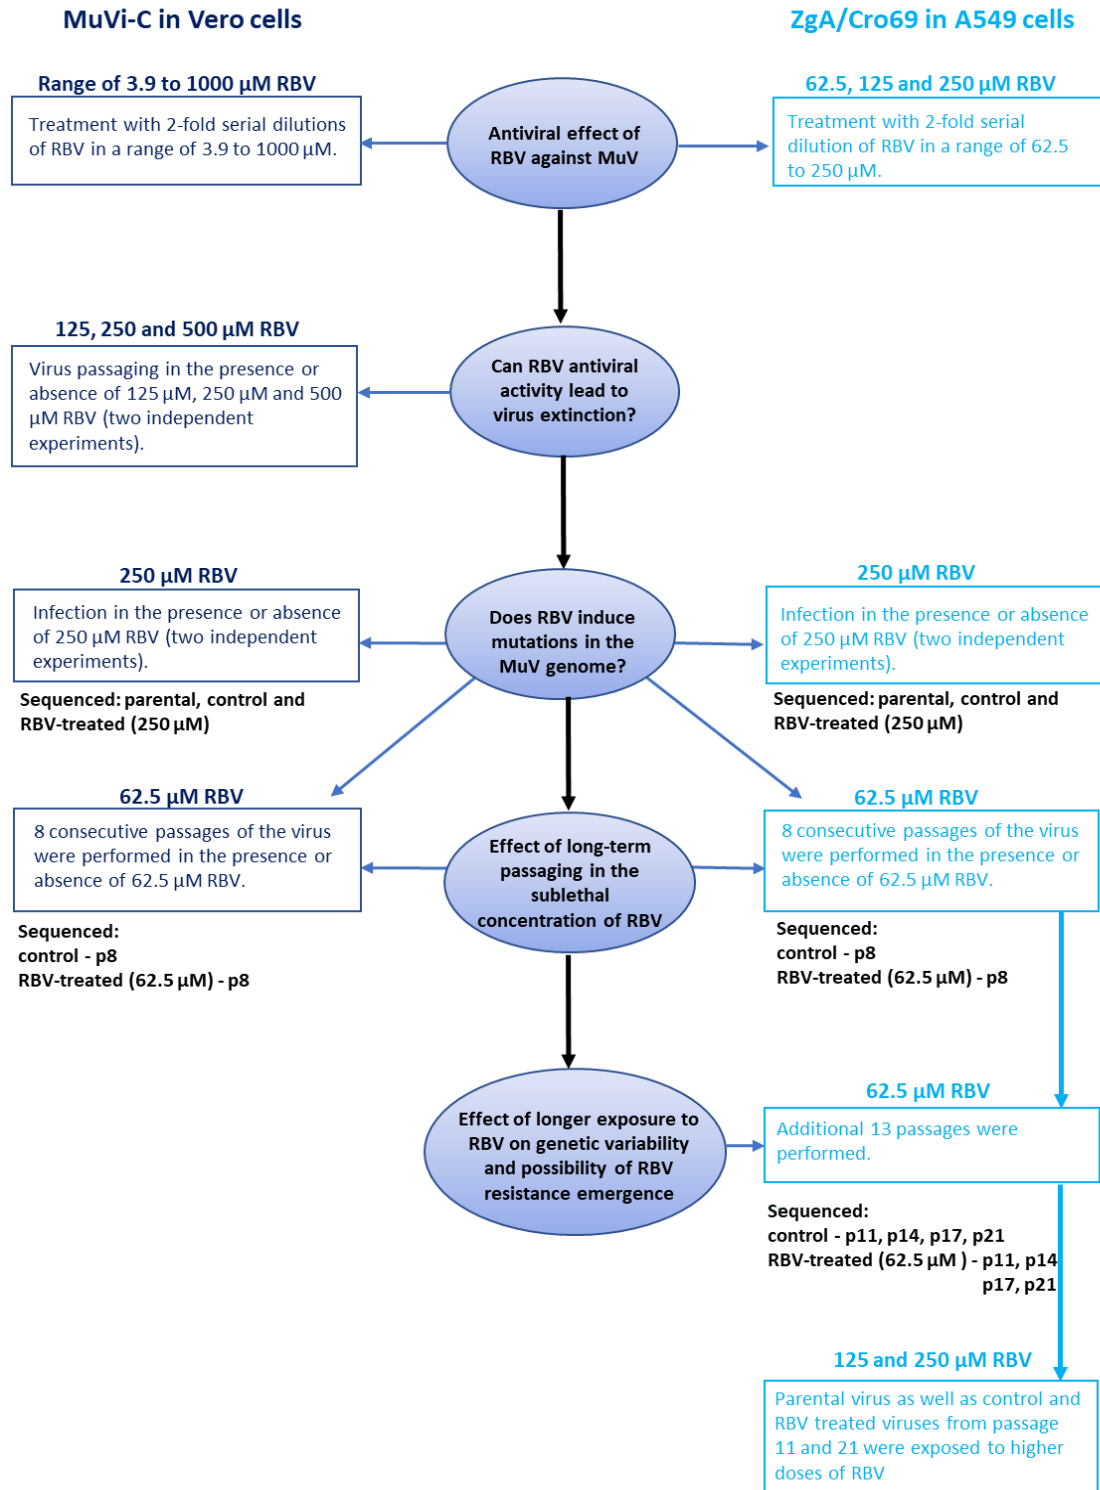 MuVi-C in Vero cells
ZgA/Cro69 in A549 cells
Range of 3.9 to 1000 µM RBV
Treatment with 2-fold serial dilutions
of RBV in a range of 3.9 to 1000 µM.
Antiviral effect of
RBV against MuV
62.5, 125 and 250 µM RBV
Treatment with 2-fold serial
dilution of RBV in a range of 62.5
to 250 µM.
125, 250 and 500 µM RBV
Virus passaging in the presence or
absence of 125 µM, 250 µM and 500
µM RBV (two independent
experiments).
Can RBV antiviral
activity lead to
virus extinction?
250 µM RBV
Infection in the presence or absence
of 250 µM RBV (two independent
experiments).
Sequenced: parental, control and
RBV-treated (250 µM)
Does RBV induce
mutations in the
MuV genome?
250 µM RBV
Infection in the presence or absence
of 250 µM RBV (two independent
experiments).
Sequenced: parental, control and
RBV-treated (250 µM)
62.5 µM RBV
8 consecutive passages of the virus
were performed in the presence or
absence of 62.5 µM RBV.
Sequenced:
control - p8
RBV-treated (62.5 µM) - p8
Effect of long-term
passaging in the
sublethal
concentration of RBV
62.5 µM RBV
8 consecutive passages of the virus
were performed in the presence or
absence of 62.5 µM RBV.
Sequenced:
control - p8
RBV-treated (62.5 µM) - p8
Effect of longer exposure to
RBV on genetic variability
and possibility of RBV
resistance emergence
62.5 µM RBV
Additional 13 passages were
performed.
Sequenced:
control - p11, p14, p17, p21
RBV-treated (62.5 µM ) - p11, p14
p17, p21
125 and 250 µM RBV
Parental virus as well as control and
RBV treated viruses from passage
11 and 21 were exposed to higher
doses of RBV